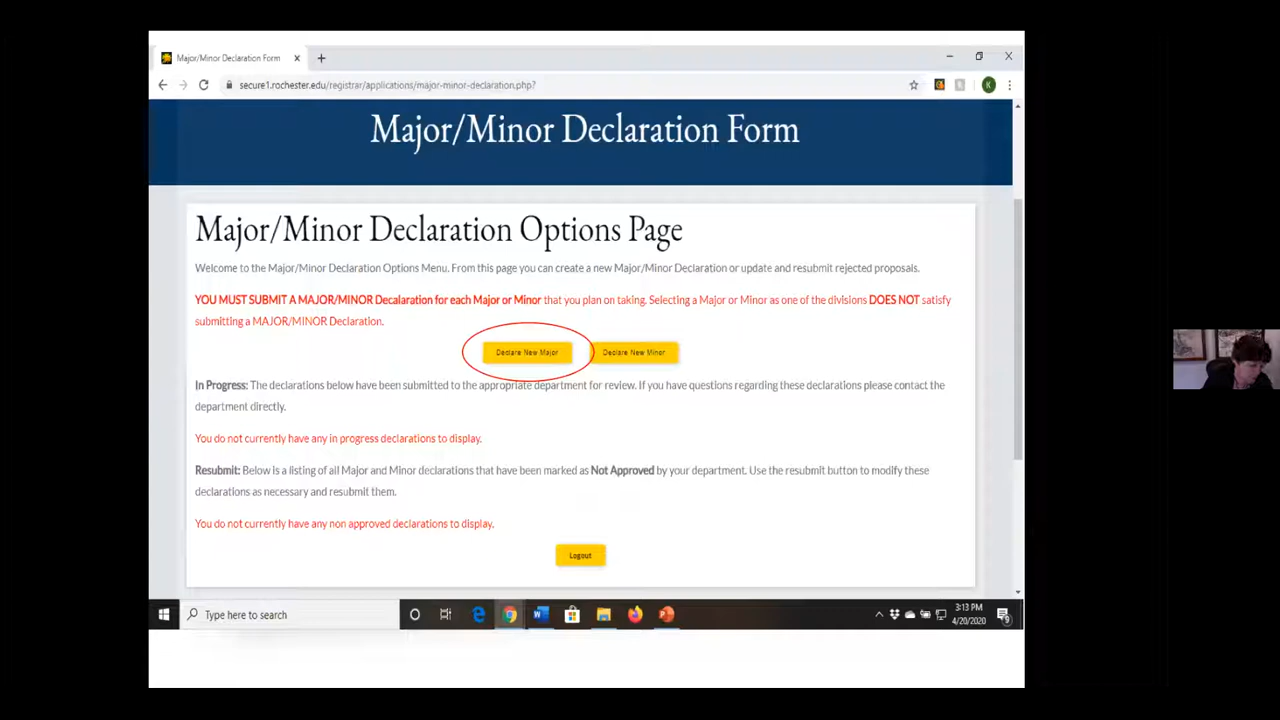 Major/Minor Declaration Form
secure1.rochester.edu/registrar/applications/major-minor-declaration.php?
K
Major/Minor Declaration Form
Major/Minor Declaration Options Page
Welcome to the Major/Minor Declaration Options Menu. From this page you can create a new Major/Minor Declaration or update and resubmit rejected proposals.
YOU MUST SUBMIT A MAJOR/MINOR Decalaration for each Major or Minor that you plan on taking. Selecting a Major or Minor as one of the divisions DOES NOT satisfy
submitting a MAJOR/MINOR Declaration.
Declare New Major Declare New Minor
In Progress: The declarations below have been submitted to the appropriate department for review. If you have questions regarding these declarations please contact the
department directly.
You do not currently have any in progress declarations to display.
Resubmit: Below is a listing of all Major and Minor declarations that have been marked as Not Approved by your department. Use the resubmit button to modify these
declarations as necessary and resubmit them.
You do not currently have any non approved declarations to display.
Logout
Type here to search
3:13 PM
4/20/2020